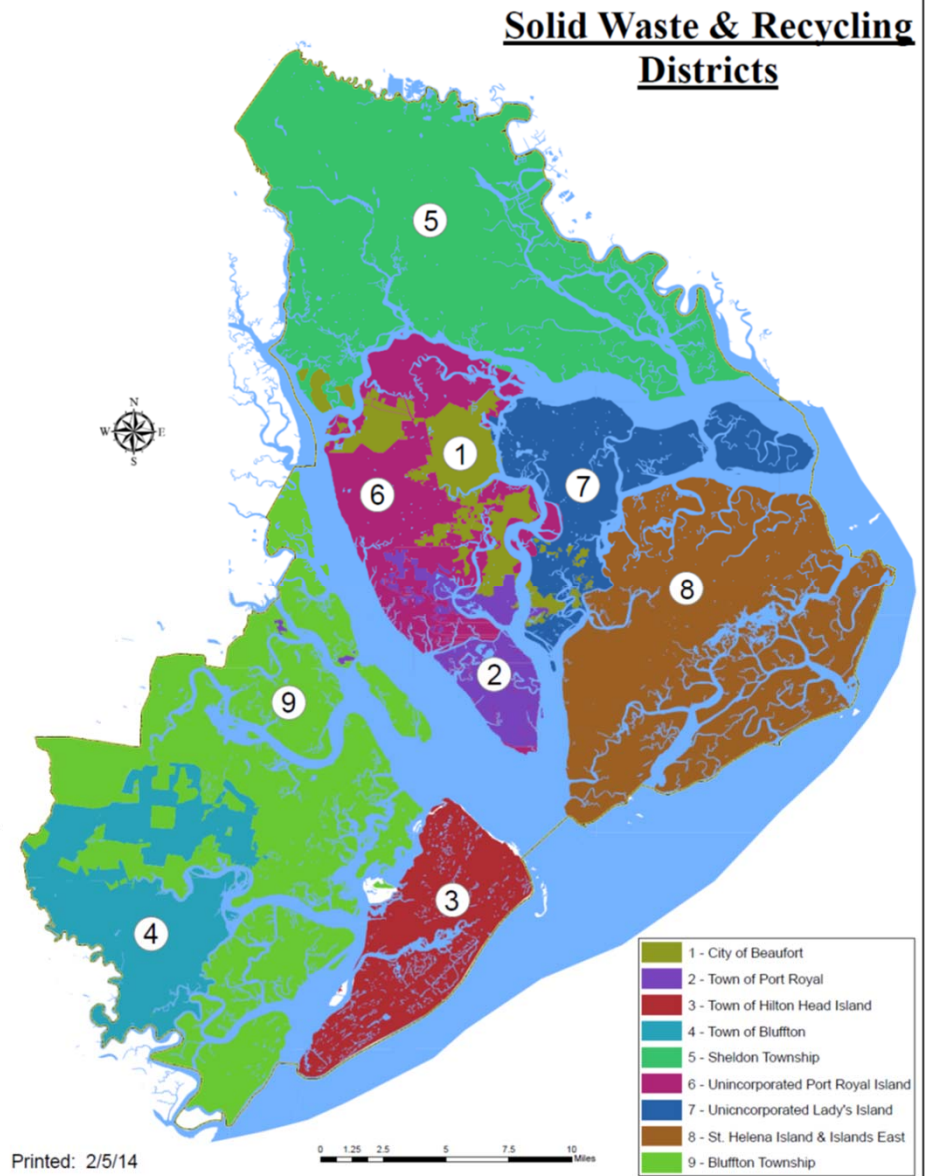 Solid Waste & Recycling
Districts
5
N
W E
S
1
6
7
8
2
9
3
4
1 - City of Beaufort
2 - Town of Port Royal
3 - Town of Hilton Head Island
4 - Town of Bluffton
5 - Sheldon Township
6 - Unincorporated Port Royal Island
7 - Unicncorporated Lady's Island
8 - St. Helena Island & Islands East
9 - Bluffton Township
Printed: 2/5/14
0 1.25 2.5 5 7.5 10
Miles